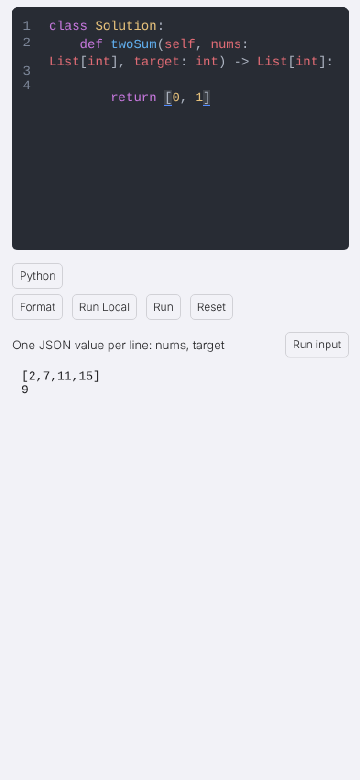 1 class Solution:
2     def twoSum(self, nums:
List[int], target: int) -> List[int]:
3
4         return [0, 1]
Python
Format Run Local Run Reset
One JSON value per line: nums, target Run input
[2,7,11,15]
9